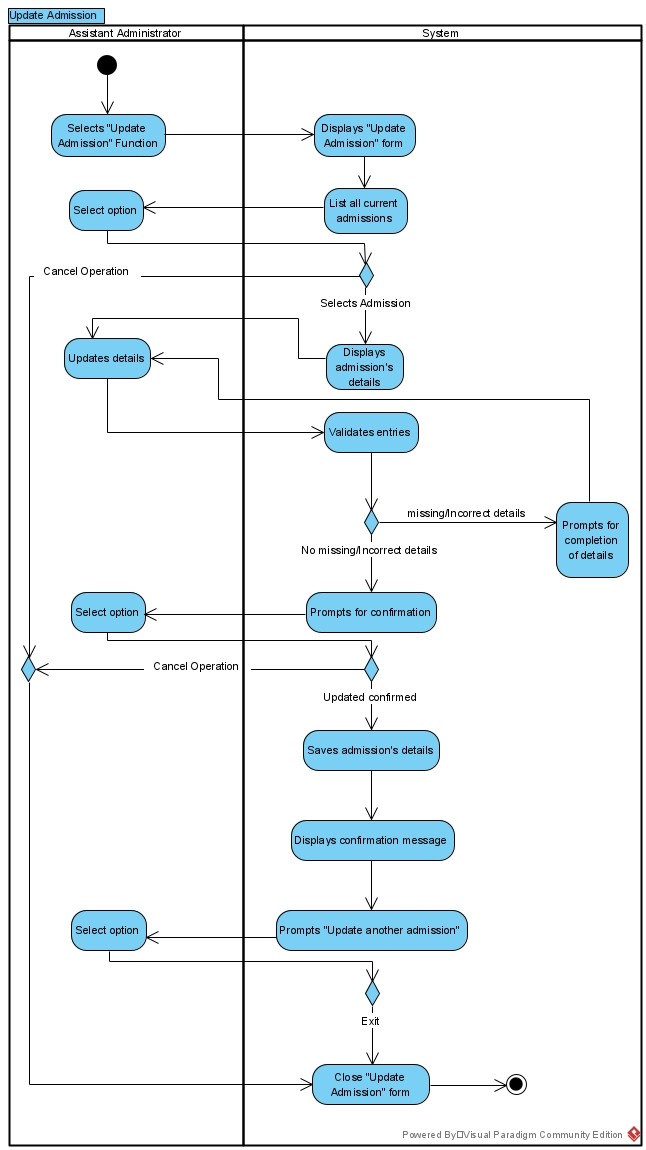 Update Admission
Assistant Administrator
System
Selects "Update
Admission" Function
Displays "Update
Admission" form
Select option
List all current
admissions
Cancel Operation
Selects Admission
Updates details
Displays
admission's
details
Validates entries
missing/Incorrect details
Prompts for
completion
of details
No missing/Incorrect details
Select option
Prompts for confirmation
Cancel Operation
Updated confirmed
Saves admission's details
Displays confirmation message
Select option
Prompts "Update another admission"
Exit
Close "Update
Admission" form
Powered By□Visual Paradigm Community Edition